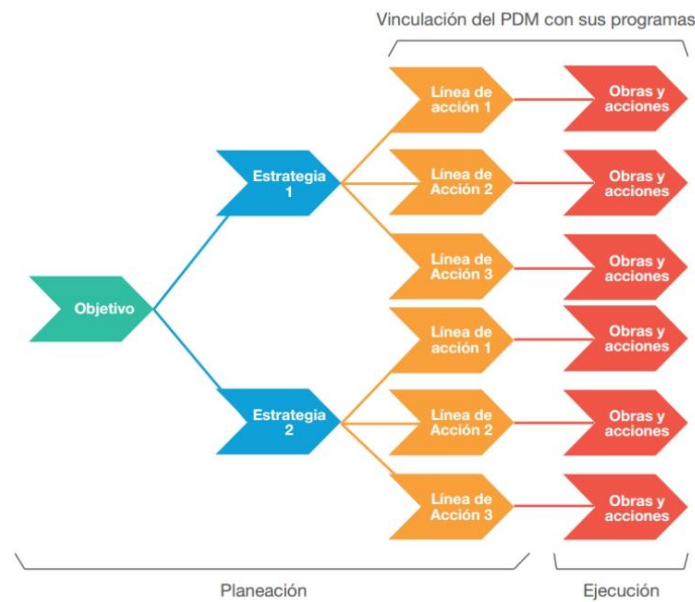 Vinculación del PDM con sus programas
Línea de
acción 1
Obras y
acciones
Estrategia
1
Línea de
Acción 2
Obras y
acciones
Línea de
Acción 3
Obras y
acciones
Objetivo
Línea de
acción 1
Obras y
acciones
Estrategia
2
Línea de
Acción 2
Obras y
acciones
Línea de
Acción 3
Obras y
acciones
Planeación
Ejecución